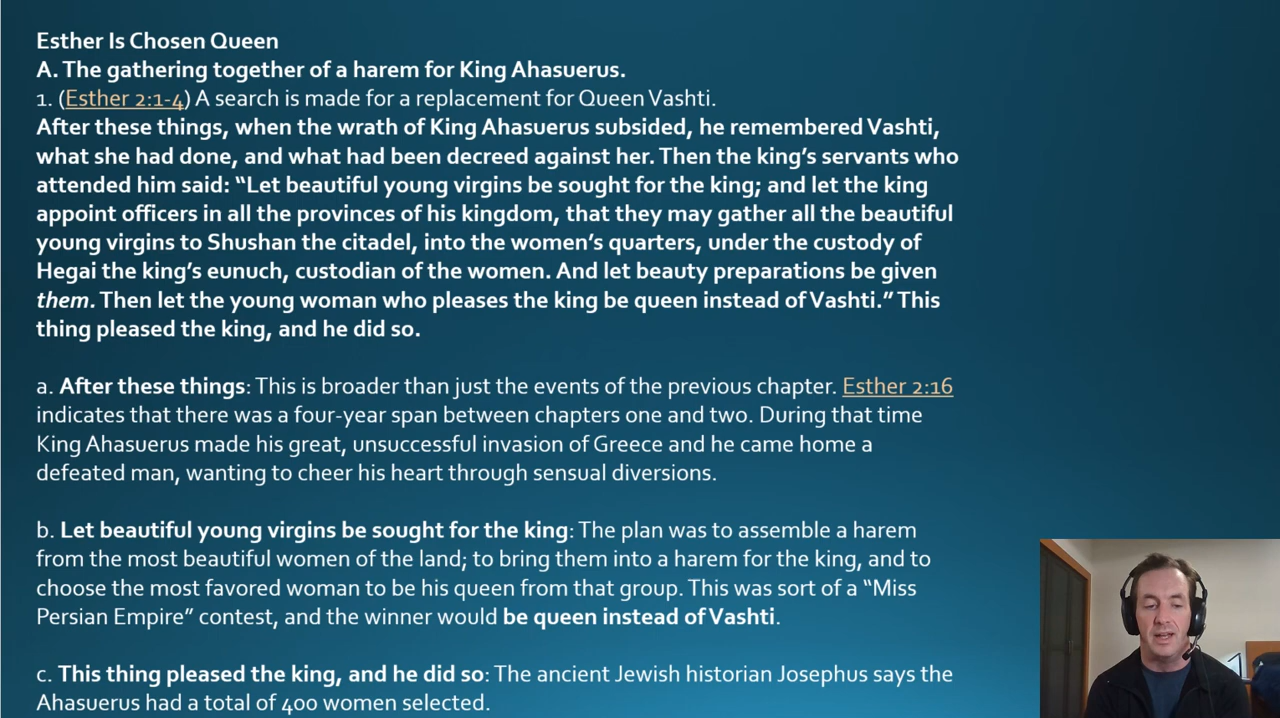 Esther Is Chosen Queen
A. The gathering together of a harem for King Ahasuerus.
1. (Esther 2:1-4) A search is made for a replacement for Queen Vashti.
After these things, when the wrath of King Ahasuerus subsided, he remembered Vashti,
what she had done, and what had been decreed against her. Then the king’s servants who
attended him said: “Let beautiful young virgins be sought for the king; and let the king
appoint officers in all the provinces of his kingdom, that they may gather all the beautiful
young virgins to Shushan the citadel, into the women’s quarters, under the custody of
Hegai the king’s eunuch, custodian of the women. And let beauty preparations be given
them. Then let the young woman who pleases the king be queen instead of Vashti.” This
thing pleased the king, and he did so.
a. After these things: This is broader than just the events of the previous chapter. Esther 2:16
indicates that there was a four-year span between chapters one and two. During that time
King Ahasuerus made his great, unsuccessful invasion of Greece and he came home a
defeated man, wanting to cheer his heart through sensual diversions.
b. Let beautiful young virgins be sought for the king: The plan was to assemble a harem
from the most beautiful women of the land; to bring them into a harem for the king, and to
choose the most favored woman to be his queen from that group. This was sort of a “Miss
Persian Empire” contest, and the winner would be queen instead of Vashti.
c. This thing pleased the king, and he did so: The ancient Jewish historian Josephus says the
Ahasuerus had a total of 400 women selected.